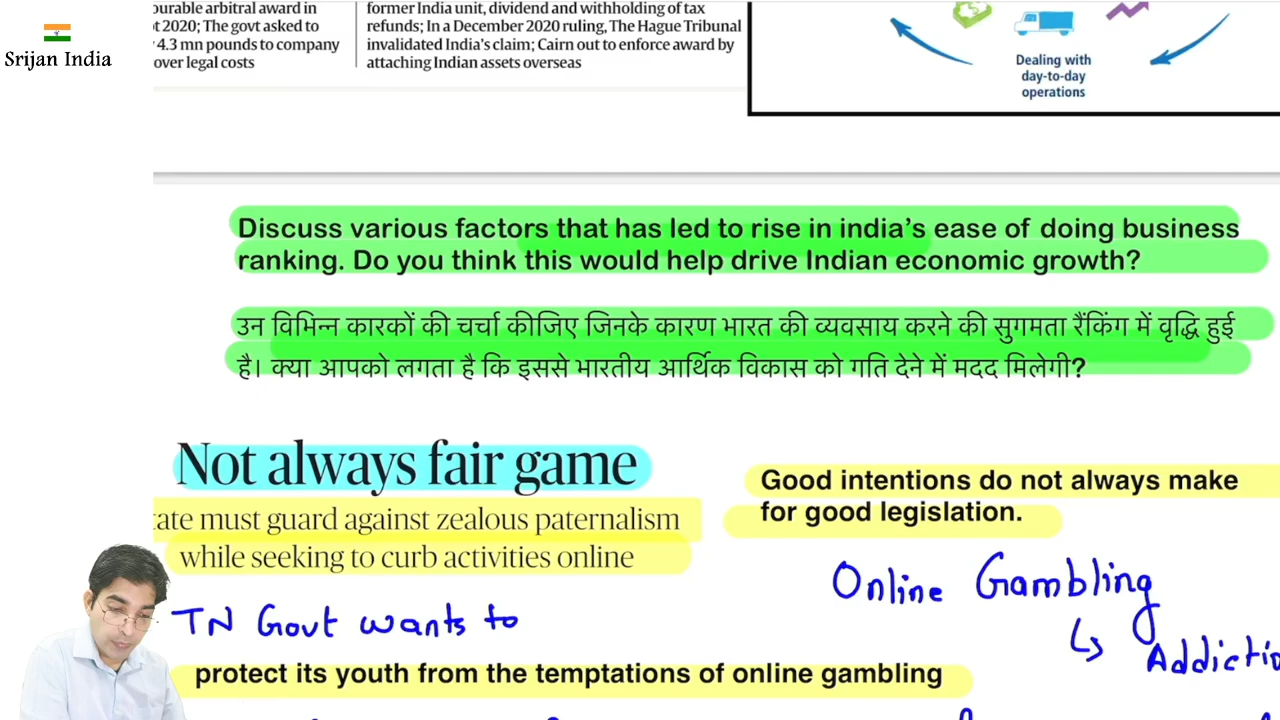 Srijan India
ourable arbitral award in
t 2020; The govt asked to
4.3 mn pounds to company
over legal costs
former India unit, dividend and withholding of tax
refunds; In a December 2020 ruling, The Hague Tribunal
invalidated India's claim; Cairn out to enforce award by
attaching Indian assets overseas
Dealing with
day-to-day
operations
Discuss various factors that has led to rise in india's ease of doing business
ranking. Do you think this would help drive Indian economic growth?
उन विभिन्न कारकों की चर्चा कीजिए जिनके कारण भारत की व्यवसाय करने की सुगमता रैंकिंग में वृद्धि हुई
है। क्या आपको लगता है कि इससे भारतीय आर्थिक विकास को गति देने में मदद मिलेगी?
Not always fair game
tate must guard against zealous paternalism
while seeking to curb activities online
TN Govt wants to
protect its youth from the temptations of online gambling
Good intentions do not always make
for good legislation.
Online Gambling
↳ Addictio